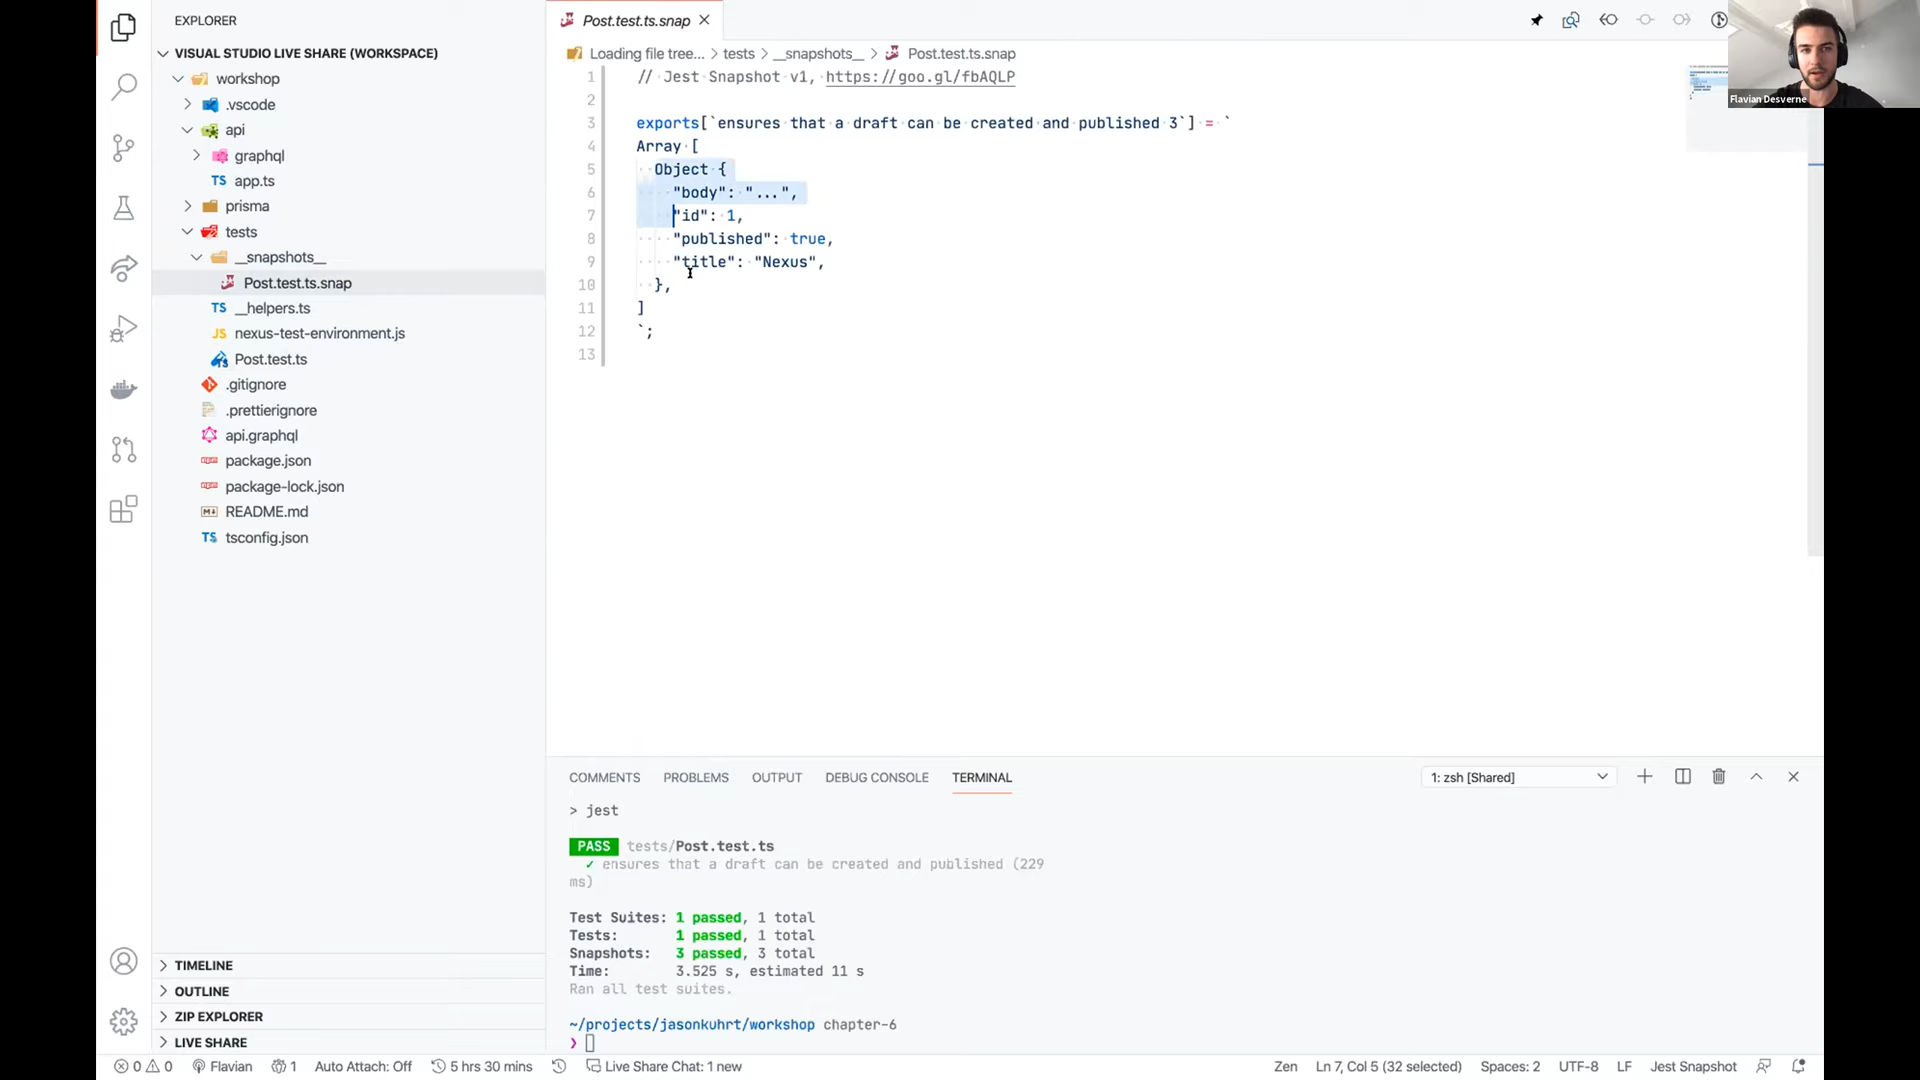 EXPLORER
VISUAL STUDIO LIVE SHARE (WORKSPACE)
workshop
.vscode
api
graphql
TS app.ts
prisma
tests
__snapshots__
Post.test.ts.snap
TS __helpers.ts
JS nexus-test-environment.js
Post.test.ts
.gitignore
.prettierignore
api.graphql
package.json
package-lock.json
README.md
TS tsconfig.json
TIMELINE
OUTLINE
ZIP EXPLORER
LIVE SHARE
Post.test.ts.snap
Loading file tree... > tests > __snapshots__ > Post.test.ts.snap
1 // Jest Snapshot v1, https://goo.gl/fbAQLP
2
3 exports[`ensures that a draft can be created and published 3`] = `
4 Array [
5 Object {
6 "body": "...",
7 "id": 1,
8 "published": true,
9 "title": "Nexus",
10 },
11 ]
12 `;
13
Flavian Desverne
COMMENTS PROBLEMS OUTPUT DEBUG CONSOLE TERMINAL 1: zsh [Shared]
> jest
PASS tests/Post.test.ts
✓ ensures that a draft can be created and published (229
ms)
Test Suites: 1 passed, 1 total
Tests: 1 passed, 1 total
Snapshots: 3 passed, 3 total
Time: 3.525 s, estimated 11 s
Ran all test suites.
~/projects/jasonkuhrt/workshop chapter-6
❯
0 0 Flavian 1 Auto Attach: Off 5 hrs 30 mins Live Share Chat: 1 new Zen Ln 7, Col 5 (32 selected) Spaces: 2 UTF-8 LF Jest Snapshot